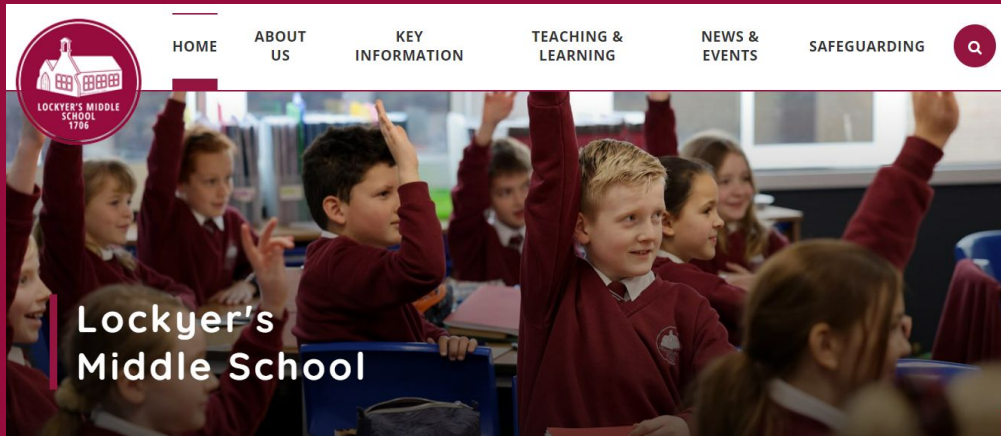 HOME
ABOUT
US
KEY
INFORMATION
TEACHING &
LEARNING
NEWS &
EVENTS
SAFEGUARDING
LOCKYER'S MIDDLE
SCHOOL
1706
Lockyer's
Middle School